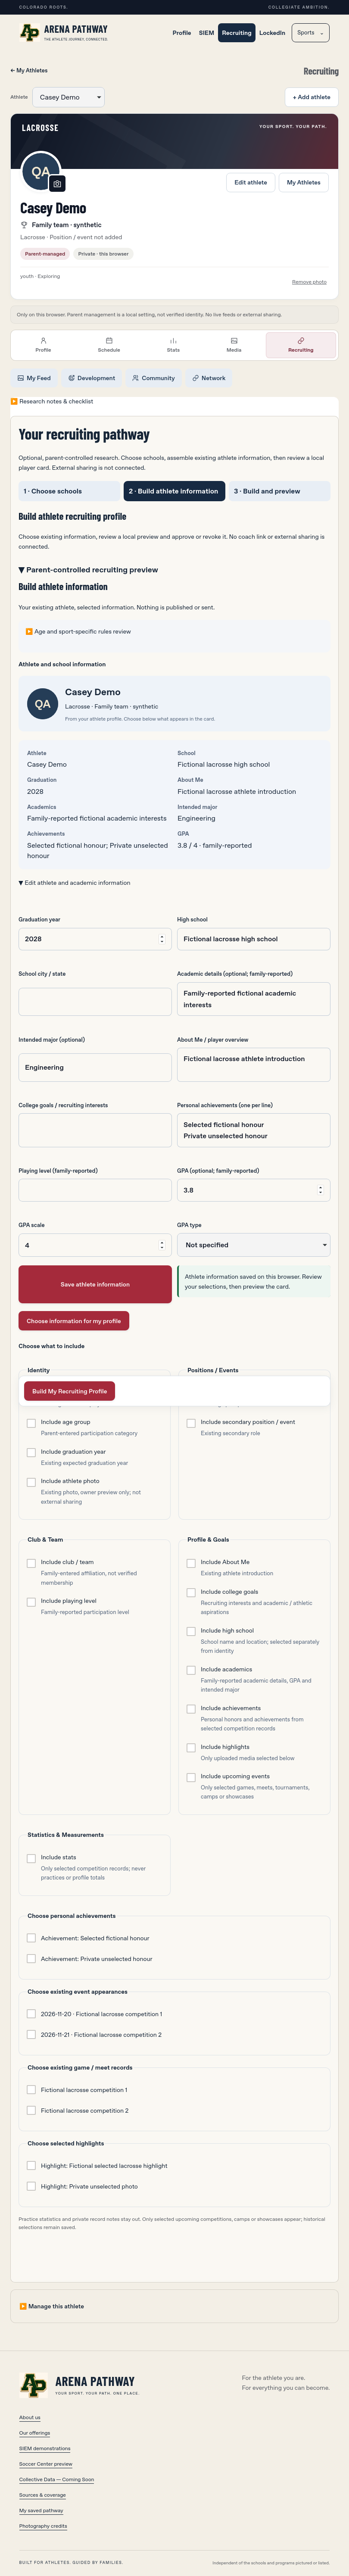 COLORADO ROOTS.
COLLEGIATE AMBITION.
AP ARENA PATHWAY
THE ATHLETE JOURNEY, CONNECTED.
Profile SIEM Recruiting LockedIn Sports
← My Athletes
Recruiting
Athlete Casey Demo + Add athlete
LACROSSE
YOUR SPORT. YOUR PATH.
QA
Edit athlete My Athletes
Casey Demo
Family team · synthetic
Lacrosse · Position / event not added
Parent-managed Private · this browser
youth · Exploring
Remove photo
Only on this browser. Parent management is a local setting, not verified identity. No live feeds or external sharing.
Profile Schedule Stats Media Recruiting
My Feed Development Community Network
Research notes & checklist
Your recruiting pathway
Optional, parent-controlled research. Choose schools, assemble existing athlete information, then review a local
player card. External sharing is not connected.
1 · Choose schools 2 · Build athlete information 3 · Build and preview
Build athlete recruiting profile
Choose existing information, review a local preview and approve or revoke it. No coach link or external sharing is
connected.
▼ Parent-controlled recruiting preview
Build athlete information
Your existing athlete, selected information. Nothing is published or sent.
Age and sport-specific rules review
Athlete and school information
QA
Casey Demo
Lacrosse · Family team · synthetic
From your athlete profile. Choose below what appears in the card.
Athlete School
Casey Demo Fictional lacrosse high school
Graduation About Me
2028 Fictional lacrosse athlete introduction
Academics Intended major
Family-reported fictional academic interests Engineering
Achievements GPA
Selected fictional honour; Private unselected 3.8 / 4 · family-reported
honour
▼ Edit athlete and academic information
Graduation year High school
2028 Fictional lacrosse high school
School city / state Academic details (optional; family-reported)
Family-reported fictional academic
interests
Intended major (optional) About Me / player overview
Engineering Fictional lacrosse athlete introduction
College goals / recruiting interests Personal achievements (one per line)
Selected fictional honour
Private unselected honour
Playing level (family-reported) GPA (optional; family-reported)
3.8
GPA scale GPA type
4 Not specified
Save athlete information
Athlete information saved on this browser. Review
your selections, then preview the card.
Choose information for my profile
Choose what to include
Identity Positions / Events
Build My Recruiting Profile
Include age group
Parent-entered participation category
Include secondary position / event
Existing secondary role
Include graduation year
Existing expected graduation year
Include athlete photo
Existing photo, owner preview only; not
external sharing
Club & Team
Include club / team
Family-entered affiliation, not verified
membership
Include playing level
Family-reported participation level
Profile & Goals
Include About Me
Existing athlete introduction
Include college goals
Recruiting interests and academic / athletic
aspirations
Include high school
School name and location; selected separately
from identity
Include academics
Family-reported academic details, GPA and
intended major
Include achievements
Personal honors and achievements from
selected competition records
Include highlights
Only uploaded media selected below
Include upcoming events
Only selected games, meets, tournaments,
camps or showcases
Statistics & Measurements
Include stats
Only selected competition records; never
practices or profile totals
Choose personal achievements
Achievement: Selected fictional honour
Achievement: Private unselected honour
Choose existing event appearances
2026-11-20 · Fictional lacrosse competition 1
2026-11-21 · Fictional lacrosse competition 2
Choose existing game / meet records
Fictional lacrosse competition 1
Fictional lacrosse competition 2
Choose selected highlights
Highlight: Fictional selected lacrosse highlight
Highlight: Private unselected photo
Practice statistics and private record notes stay out. Only selected upcoming competitions, camps or showcases appear; historical
selections remain saved.
Manage this athlete
AP ARENA PATHWAY
YOUR SPORT. YOUR PATH. ONE PLACE.
For the athlete you are.
For everything you can become.
About us
Our offerings
SIEM demonstrations
Soccer Center preview
Collective Data — Coming Soon
Sources & coverage
My saved pathway
Photography credits
BUILT FOR ATHLETES. GUIDED BY FAMILIES.
Independent of the schools and programs pictured or listed.